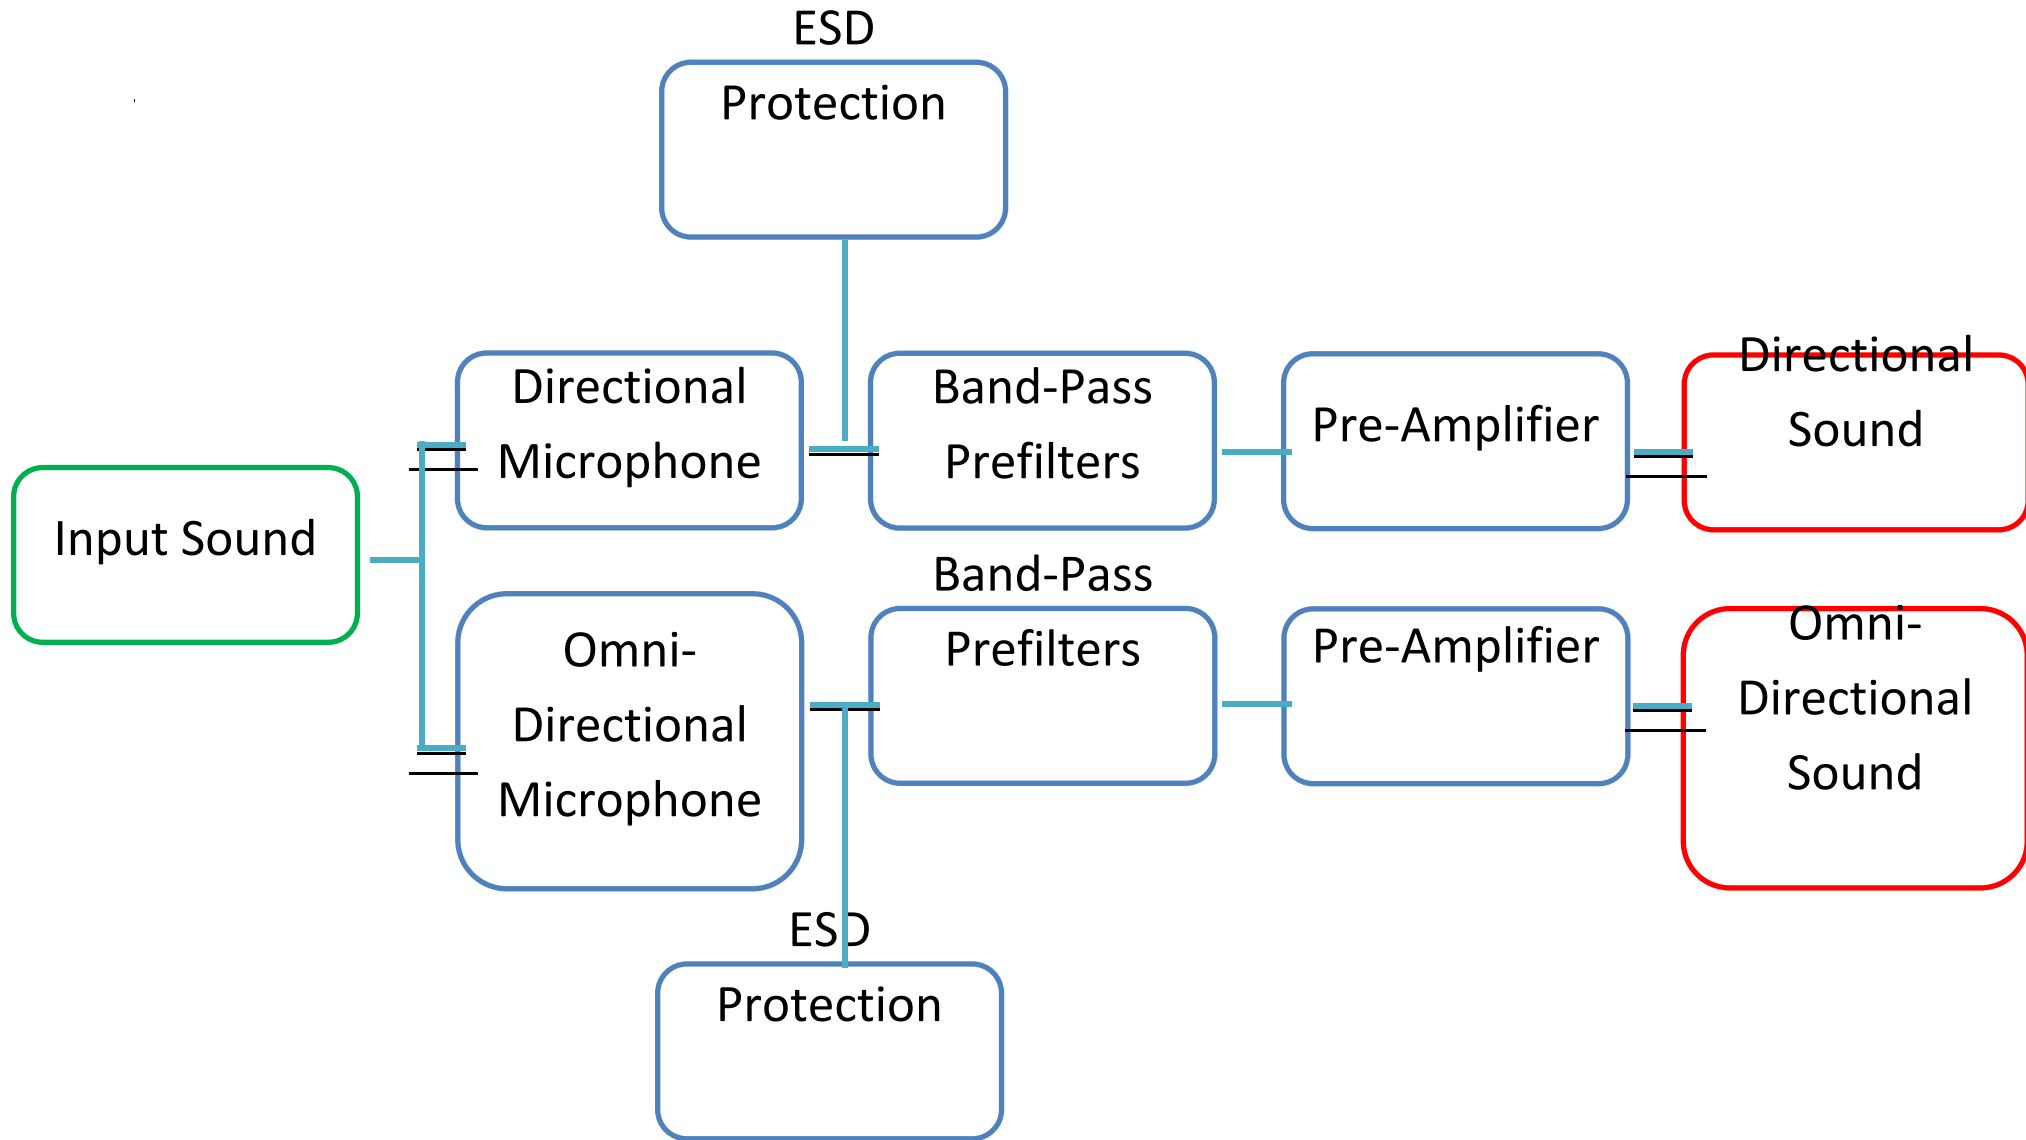 ESD
Protection
Directional
Microphone
Band-Pass
Prefilters
Pre-Amplifier
Directional
Sound
Input Sound
Omni-
Directional
Microphone
Band-Pass
Prefilters
Pre-Amplifier
Omni-
Directional
Sound
ESD
Protection